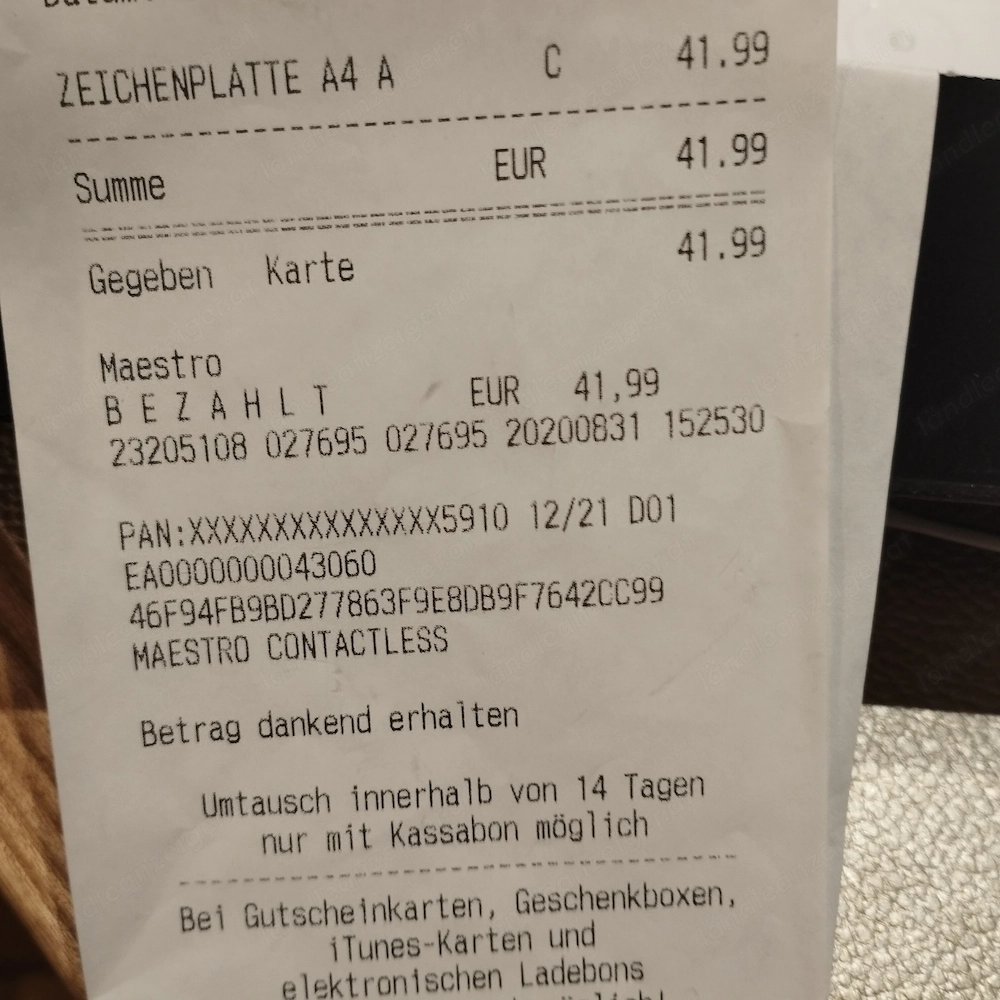 ZEICHENPLATTE A4 A C 41.99
Summe EUR 41.99
Gegeben Karte 41.99
Maestro
B E Z A H L T EUR 41,99
23205108 027695 027695 20200831 152530
PAN:XXXXXXXXXXXXXXX5910 12/21 D01
EA0000000043060
46F94FB9BD277863F9E8DB9F7642CC99
MAESTRO CONTACTLESS
Betrag dankend erhalten
Umtausch innerhalb von 14 Tagen
nur mit Kassabon möglich
Bei Gutscheinkarten, Geschenkboxen,
iTunes-Karten und
elektronischen Ladebons